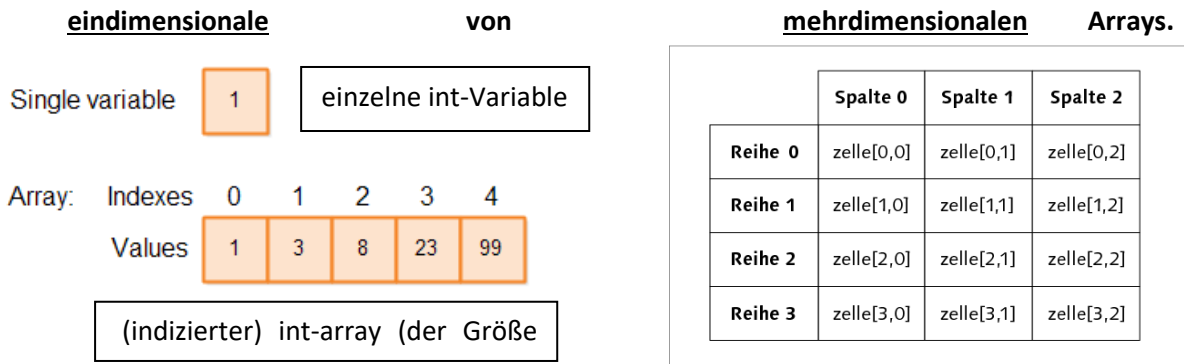 eindimensionale von mehrdimensionalen Arrays.
Single variable 1 einzelne int-Variable
Array: Indexes 0 1 2 3 4
Values 1 3 8 23 99
(indizierter) int-array (der Größe
Spalte 0 Spalte 1 Spalte 2
Reihe 0 zelle[0,0] zelle[0,1] zelle[0,2]
Reihe 1 zelle[1,0] zelle[1,1] zelle[1,2]
Reihe 2 zelle[2,0] zelle[2,1] zelle[2,2]
Reihe 3 zelle[3,0] zelle[3,1] zelle[3,2]